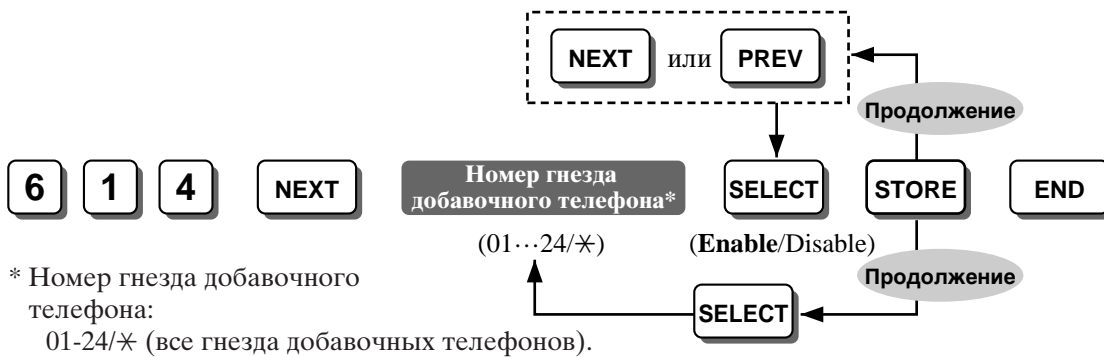 NEXT или PREV
Продолжение
6 1 4 NEXT Номер гнезда добавочного телефона* SELECT STORE END
(01···24/✳) (Enable/Disable)
Продолжение
SELECT
* Номер гнезда добавочного
телефона:
01-24/✳ (все гнезда добавочных телефонов).